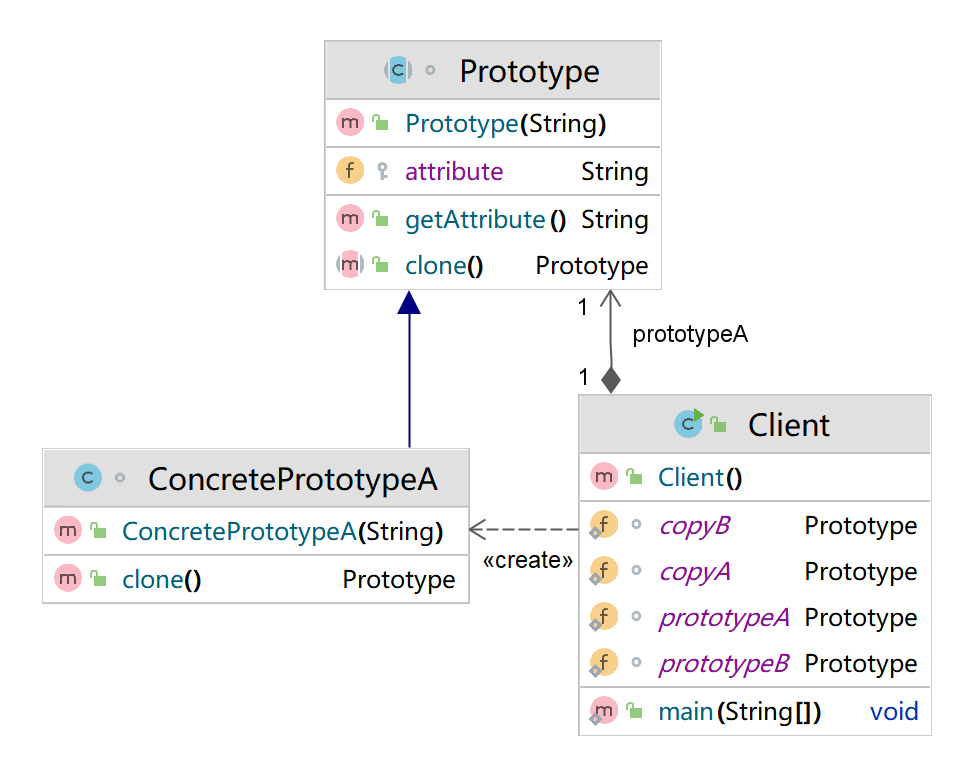 Prototype
Prototype(String)
attribute String
getAttribute() String
clone() Prototype
1
prototypeA
1
ConcretePrototypeA
ConcretePrototypeA(String)
clone() Prototype
«create»
Client
Client()
copyB Prototype
copyA Prototype
prototypeA Prototype
prototypeB Prototype
main(String[]) void